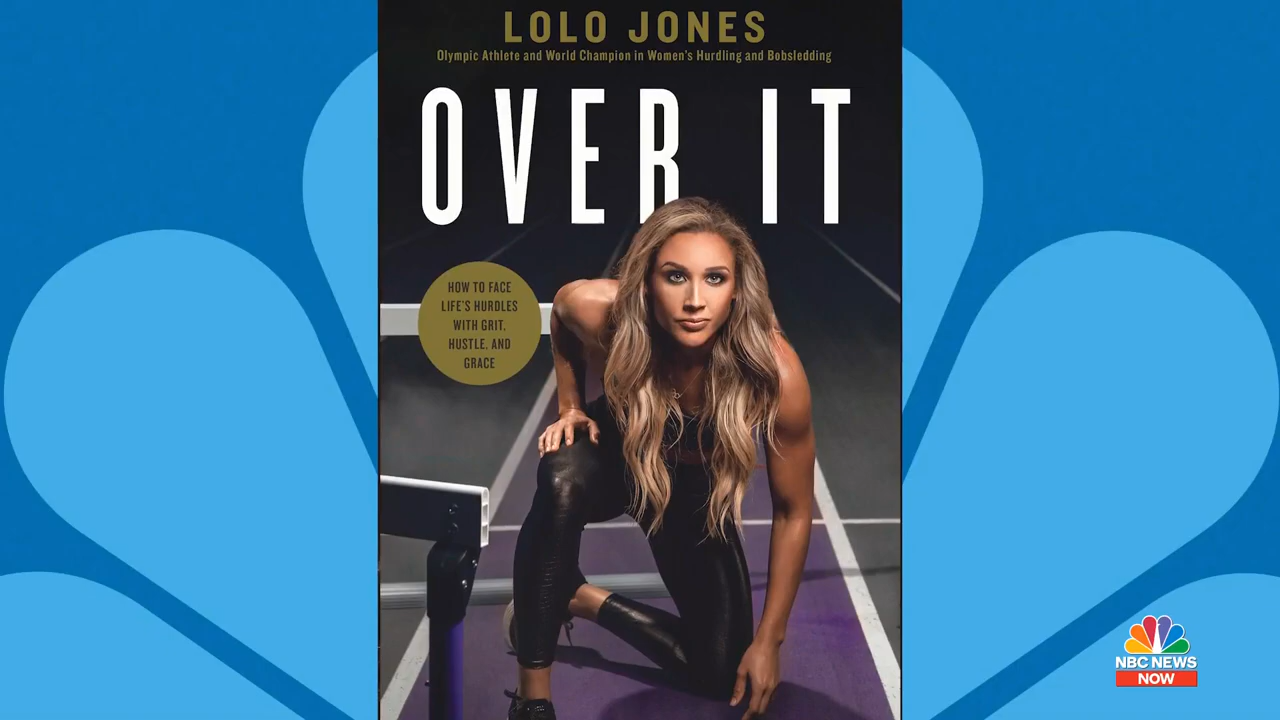 LOLO JONES
Olympic Athlete and World Champion in Women's Hurdling and Bobsledding
OVER IT
HOW TO FACE
LIFE'S HURDLES
WITH GRIT,
HUSTLE, AND
GRACE
NBC NEWS
NOW